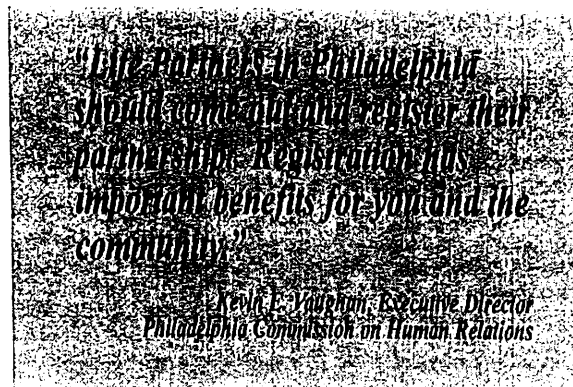 "Life Partners in Philadelphia
should come out and register their
partnership. Registration has
important benefits for you and the
community."
Kevin E. Vaughan, Executive Director
Philadelphia Commission on Human Relations